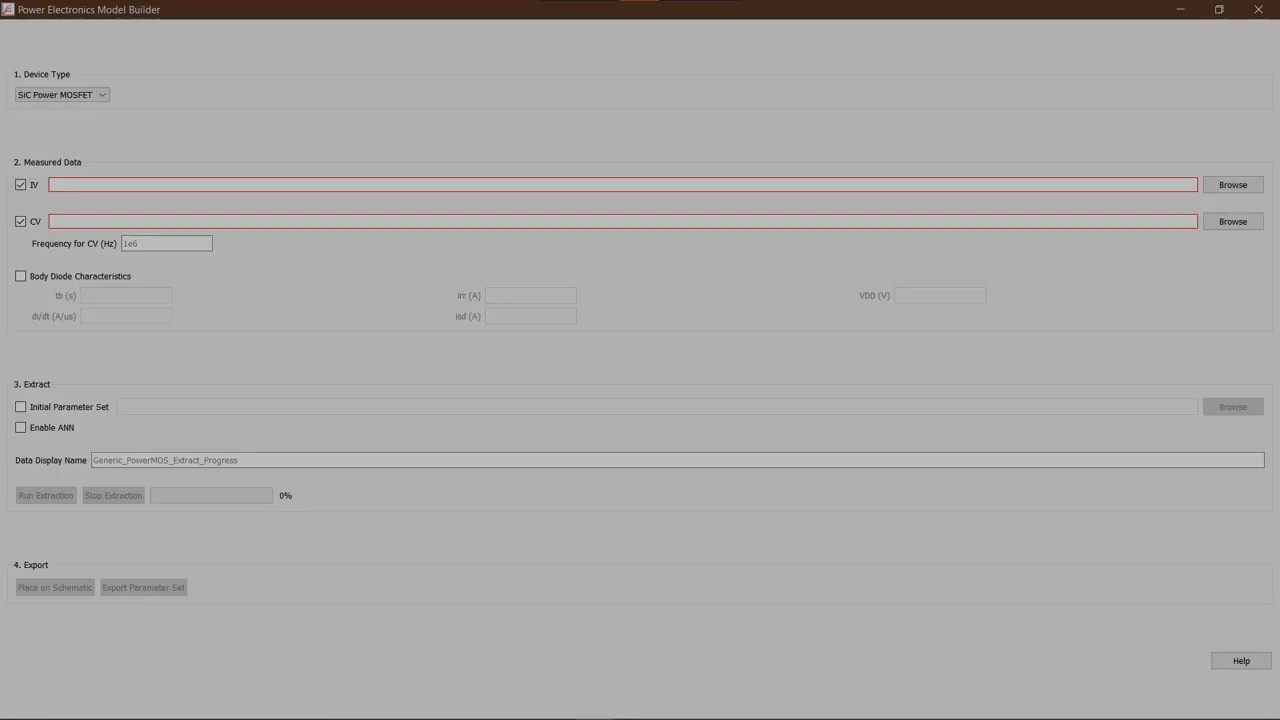 Power Electronics Model Builder
1. Device Type
SiC Power MOSFET
2. Measured Data
IV Browse
CV Browse
Frequency for CV (Hz) 1e6
Body Diode Characteristics
tb (s) irr (A) VDD (V)
di/dt (A/us) isd (A)
3. Extract
Initial Parameter Set Browse
Enable ANN
Data Display Name Generic_PowerMOS_Extract_Progress
Run Extraction Stop Extraction 0%
4. Export
Place on Schematic Export Parameter Set
Help